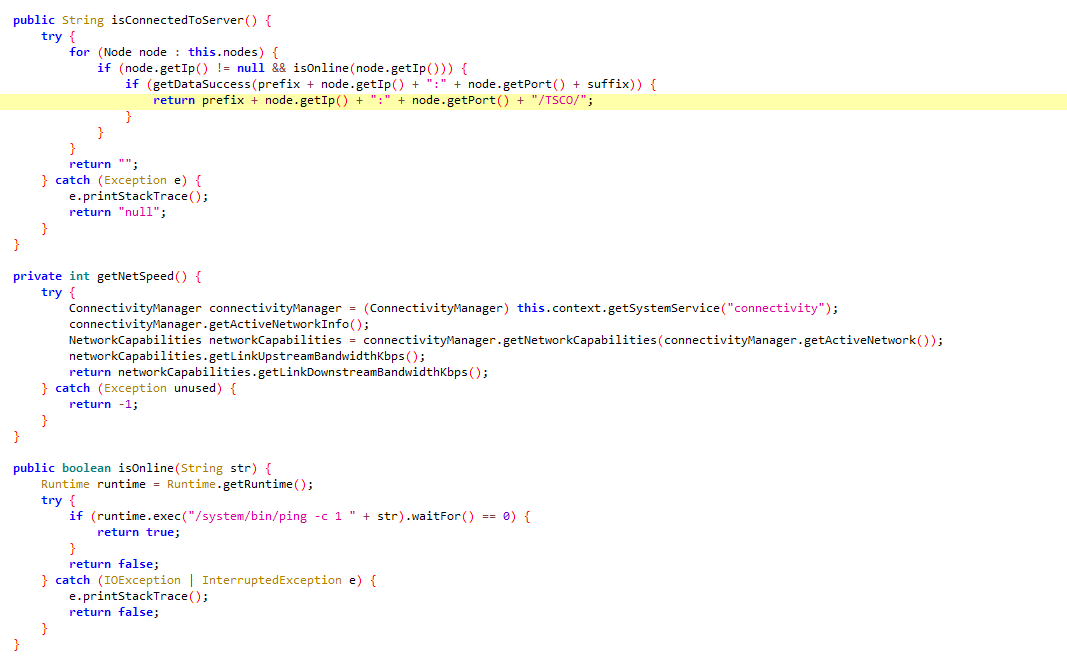 public String isConnectedToServer() {
    try {
        for (Node node : this.nodes) {
            if (node.getIp() != null && isOnline(node.getIp())) {
                if (getDataSuccess(prefix + node.getIp() + ":" + node.getPort() + suffix)) {
                    return prefix + node.getIp() + ":" + node.getPort() + "/TSCO/";
                }
            }
        }
        return "";
    } catch (Exception e) {
        e.printStackTrace();
        return "null";
    }
}

private int getNetSpeed() {
    try {
        ConnectivityManager connectivityManager = (ConnectivityManager) this.context.getSystemService("connectivity");
        connectivityManager.getActiveNetworkInfo();
        NetworkCapabilities networkCapabilities = connectivityManager.getNetworkCapabilities(connectivityManager.getActiveNetwork());
        networkCapabilities.getLinkUpstreamBandwidthKbps();
        return networkCapabilities.getLinkDownstreamBandwidthKbps();
    } catch (Exception unused) {
        return -1;
    }
}

public boolean isOnline(String str) {
    Runtime runtime = Runtime.getRuntime();
    try {
        if (runtime.exec("/system/bin/ping -c 1 " + str).waitFor() == 0) {
            return true;
        }
        return false;
    } catch (IOException | InterruptedException e) {
        e.printStackTrace();
        return false;
    }
}